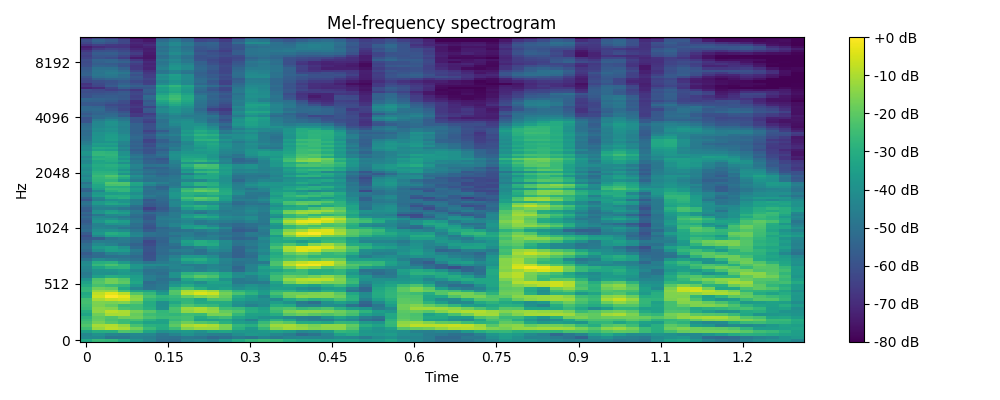 Mel-frequency spectrogram
+0 dB
8192
-10 dB
4096
-20 dB
-30 dB
2048
-40 dB
Hz
1024
-50 dB
-60 dB
512
-70 dB
0
-80 dB
0 0.15 0.3 0.45 0.6 0.75 0.9 1.1 1.2
Time